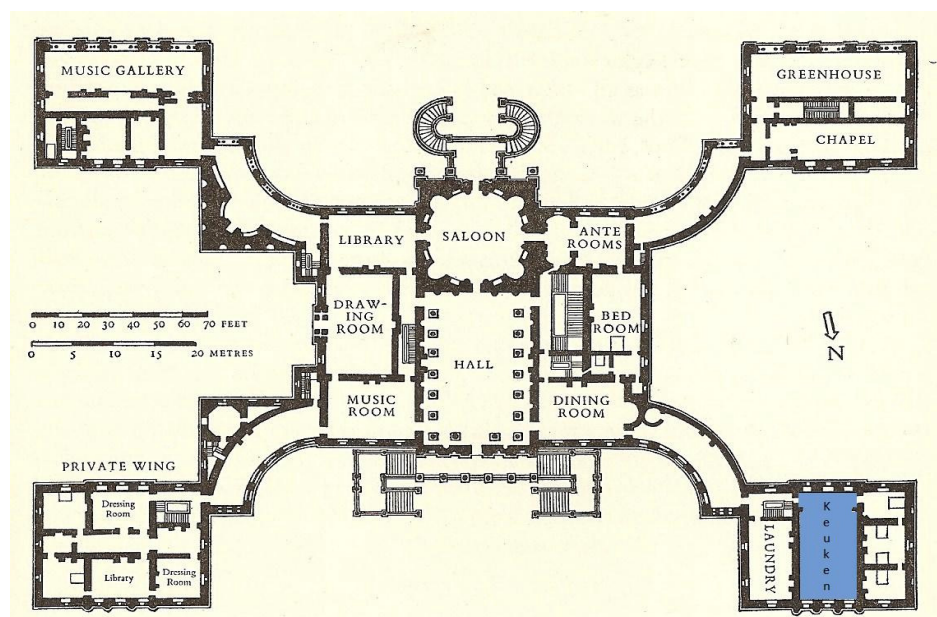 MUSIC GALLERY
GREENHOUSE
CHAPEL
LIBRARY
SALOON
ANTE
ROOMS
DRAW-
ING
ROOM
BED
ROOM
0 10 20 30 40 50 60 70 FEET
0 5 10 15 20 METRES
N
HALL
MUSIC
ROOM
DINING
ROOM
PRIVATE WING
Dressing
Room
Library
Dressing
Room
LAUNDRY
Keuken